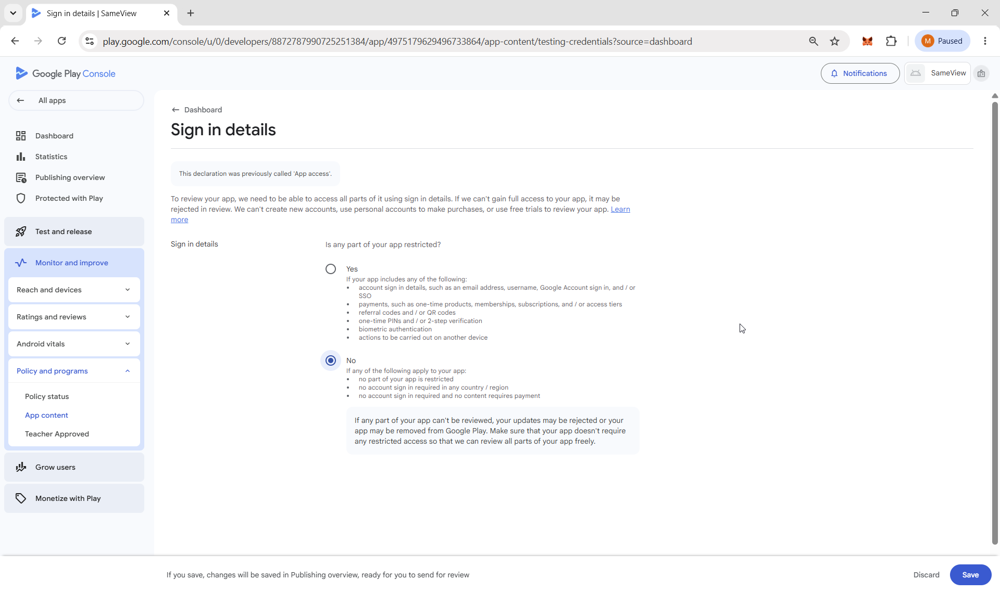 Sign in details | SameView
play.google.com/console/u/0/developers/8872787990725251384/app/4975179629496733864/app-content/testing-credentials?source=dashboard
M Paused
Google Play Console
Notifications
SameView
All apps
Dashboard
Statistics
Publishing overview
Protected with Play
Test and release
Monitor and improve
Reach and devices
Ratings and reviews
Android vitals
Policy and programs
Policy status
App content
Teacher Approved
Grow users
Monetize with Play
Dashboard
Sign in details
This declaration was previously called 'App access'.
To review your app, we need to be able to access all parts of it using sign in details. If we can't gain full access to your app, it may be
rejected in review. We can't create new accounts, use personal accounts to make purchases, or use free trials to review your app. Learn
more
Sign in details
Is any part of your app restricted?
Yes
If your app includes any of the following:
• account sign in details, such as an email address, username, Google Account sign in, and / or
SSO
• payments, such as one-time products, memberships, subscriptions, and / or access tiers
• referral codes and / or QR codes
• one-time PINs and / or 2-step verification
• biometric authentication
• actions to be carried out on another device
No
If any of the following apply to your app:
• no part of your app is restricted
• no account sign in required in any country / region
• no account sign in required and no content requires payment
If any part of your app can't be reviewed, your updates may be rejected or your
app may be removed from Google Play. Make sure that your app doesn't require
any restricted access so that we can review all parts of your app freely.
If you save, changes will be saved in Publishing overview, ready for you to send for review
Discard
Save